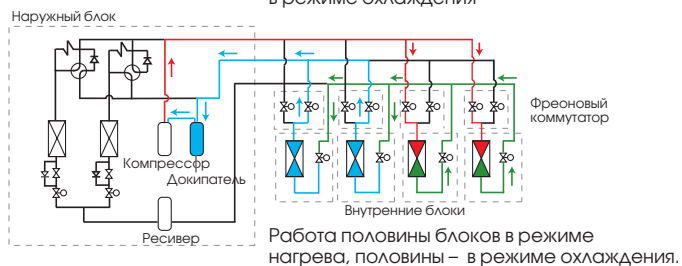 в режиме охлаждения
Наружный блок
Фреоновый
коммутатор
Компрессор
Докипатель
Внутренние блоки
Ресивер
Работа половины блоков в режиме
нагрева, половины – в режиме охлаждения.